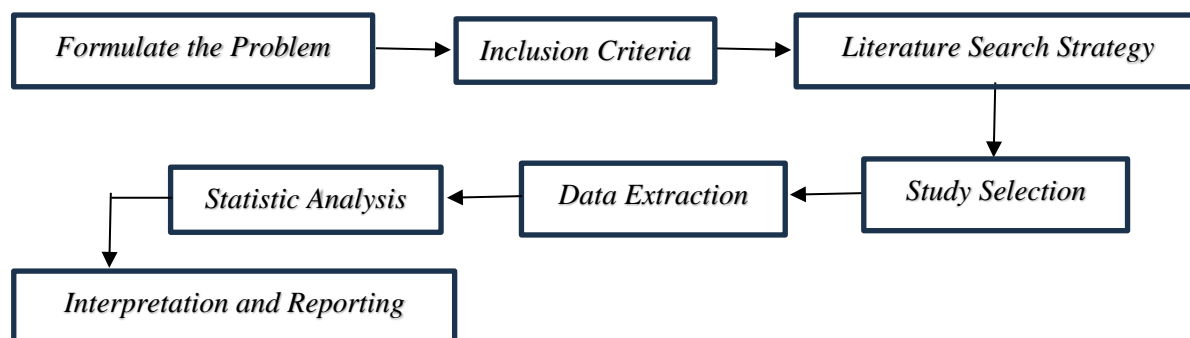 Formulate the Problem
Inclusion Criteria
Literature Search Strategy
Study Selection
Data Extraction
Statistic Analysis
Interpretation and Reporting